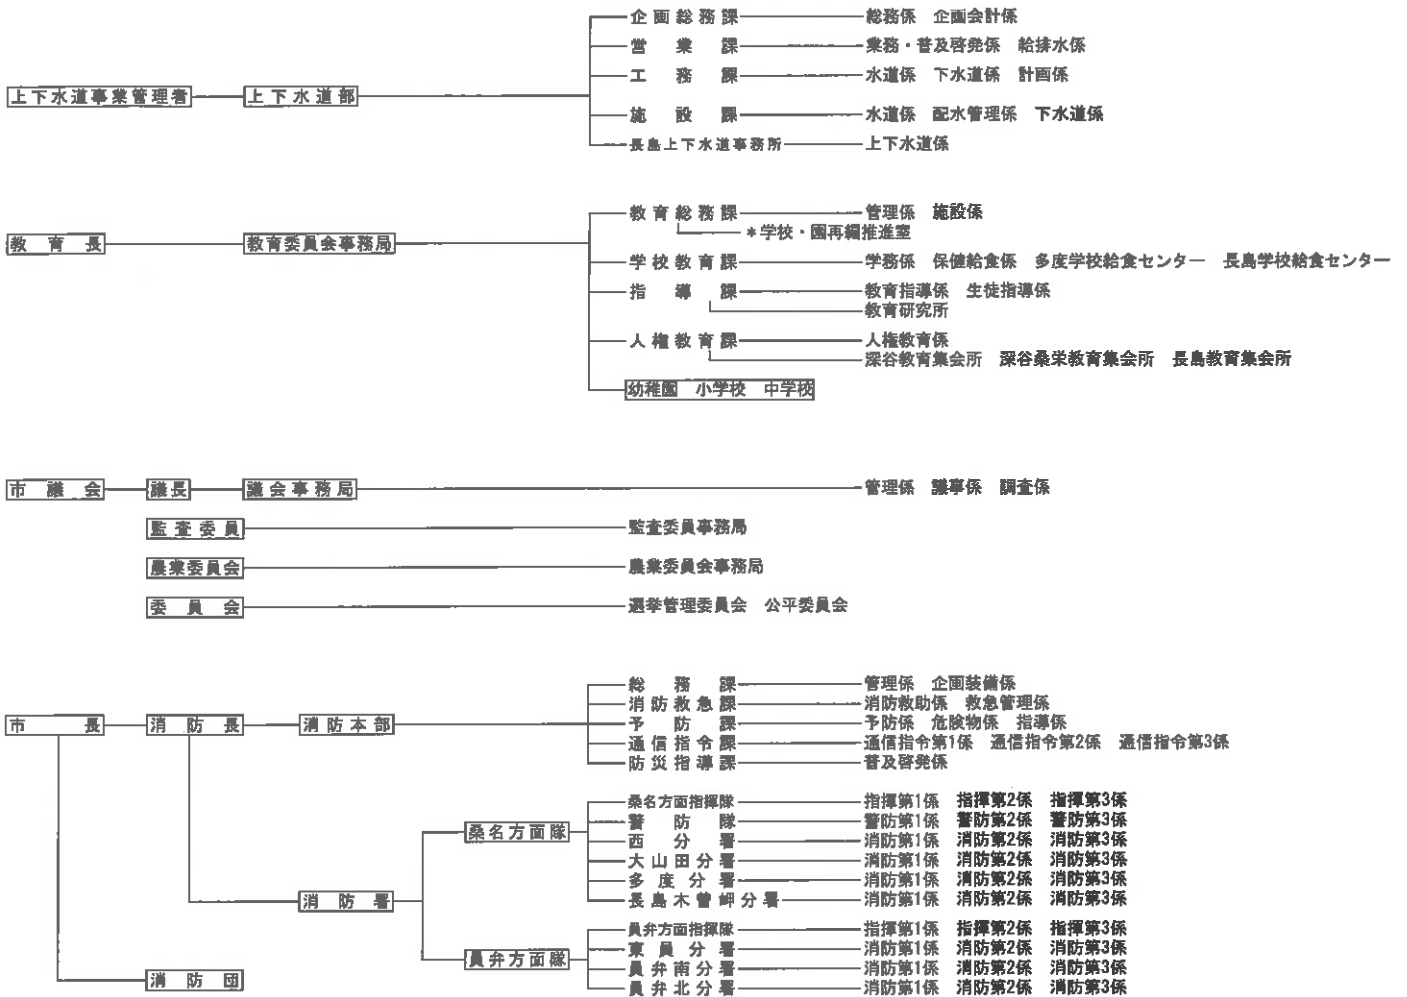 企画総務課 総務係 企画会計係
営業課 業務・普及啓発係 給排水係
工務課 水道係 下水道係 計画係
上下水道事業管理者 上下水道部
施設課 水道係 配水管理係 下水道係
長島上下水道事務所 上下水道係
教育総務課 管理係 施設係
＊学校・園再編推進室
教育長 教育委員会事務局
学校教育課 学務係 保健給食係 多度学校給食センター 長島学校給食センター
指導課 教育指導係 生徒指導係
教育研究所
人権教育課 人権教育係
深谷教育集会所 深谷桑栄教育集会所 長島教育集会所
幼稚園 小学校 中学校
市議会 議長 議会事務局 管理係 議事係 調査係
監査委員 監査委員事務局
農業委員会 農業委員会事務局
委員会 選挙管理委員会 公平委員会
総務課 管理係 企画装備係
消防救急課 消防救助係 救急管理係
市長 消防長 消防本部 予防課 予防係 危険物係 指導係
通信指令課 通信指令第1係 通信指令第2係 通信指令第3係
防災指導課 普及啓発係
桑名方面指揮隊 指揮第1係 指揮第2係 指揮第3係
警防隊 警防第1係 警防第2係 警防第3係
桑名方面隊
西分署 消防第1係 消防第2係 消防第3係
大山田分署 消防第1係 消防第2係 消防第3係
多度分署 消防第1係 消防第2係 消防第3係
消防署 長島木曽岬分署 消防第1係 消防第2係 消防第3係
員弁方面指揮隊 指揮第1係 指揮第2係 指揮第3係
東員分署 消防第1係 消防第2係 消防第3係
員弁方面隊
員弁南分署 消防第1係 消防第2係 消防第3係
消防団
員弁北分署 消防第1係 消防第2係 消防第3係